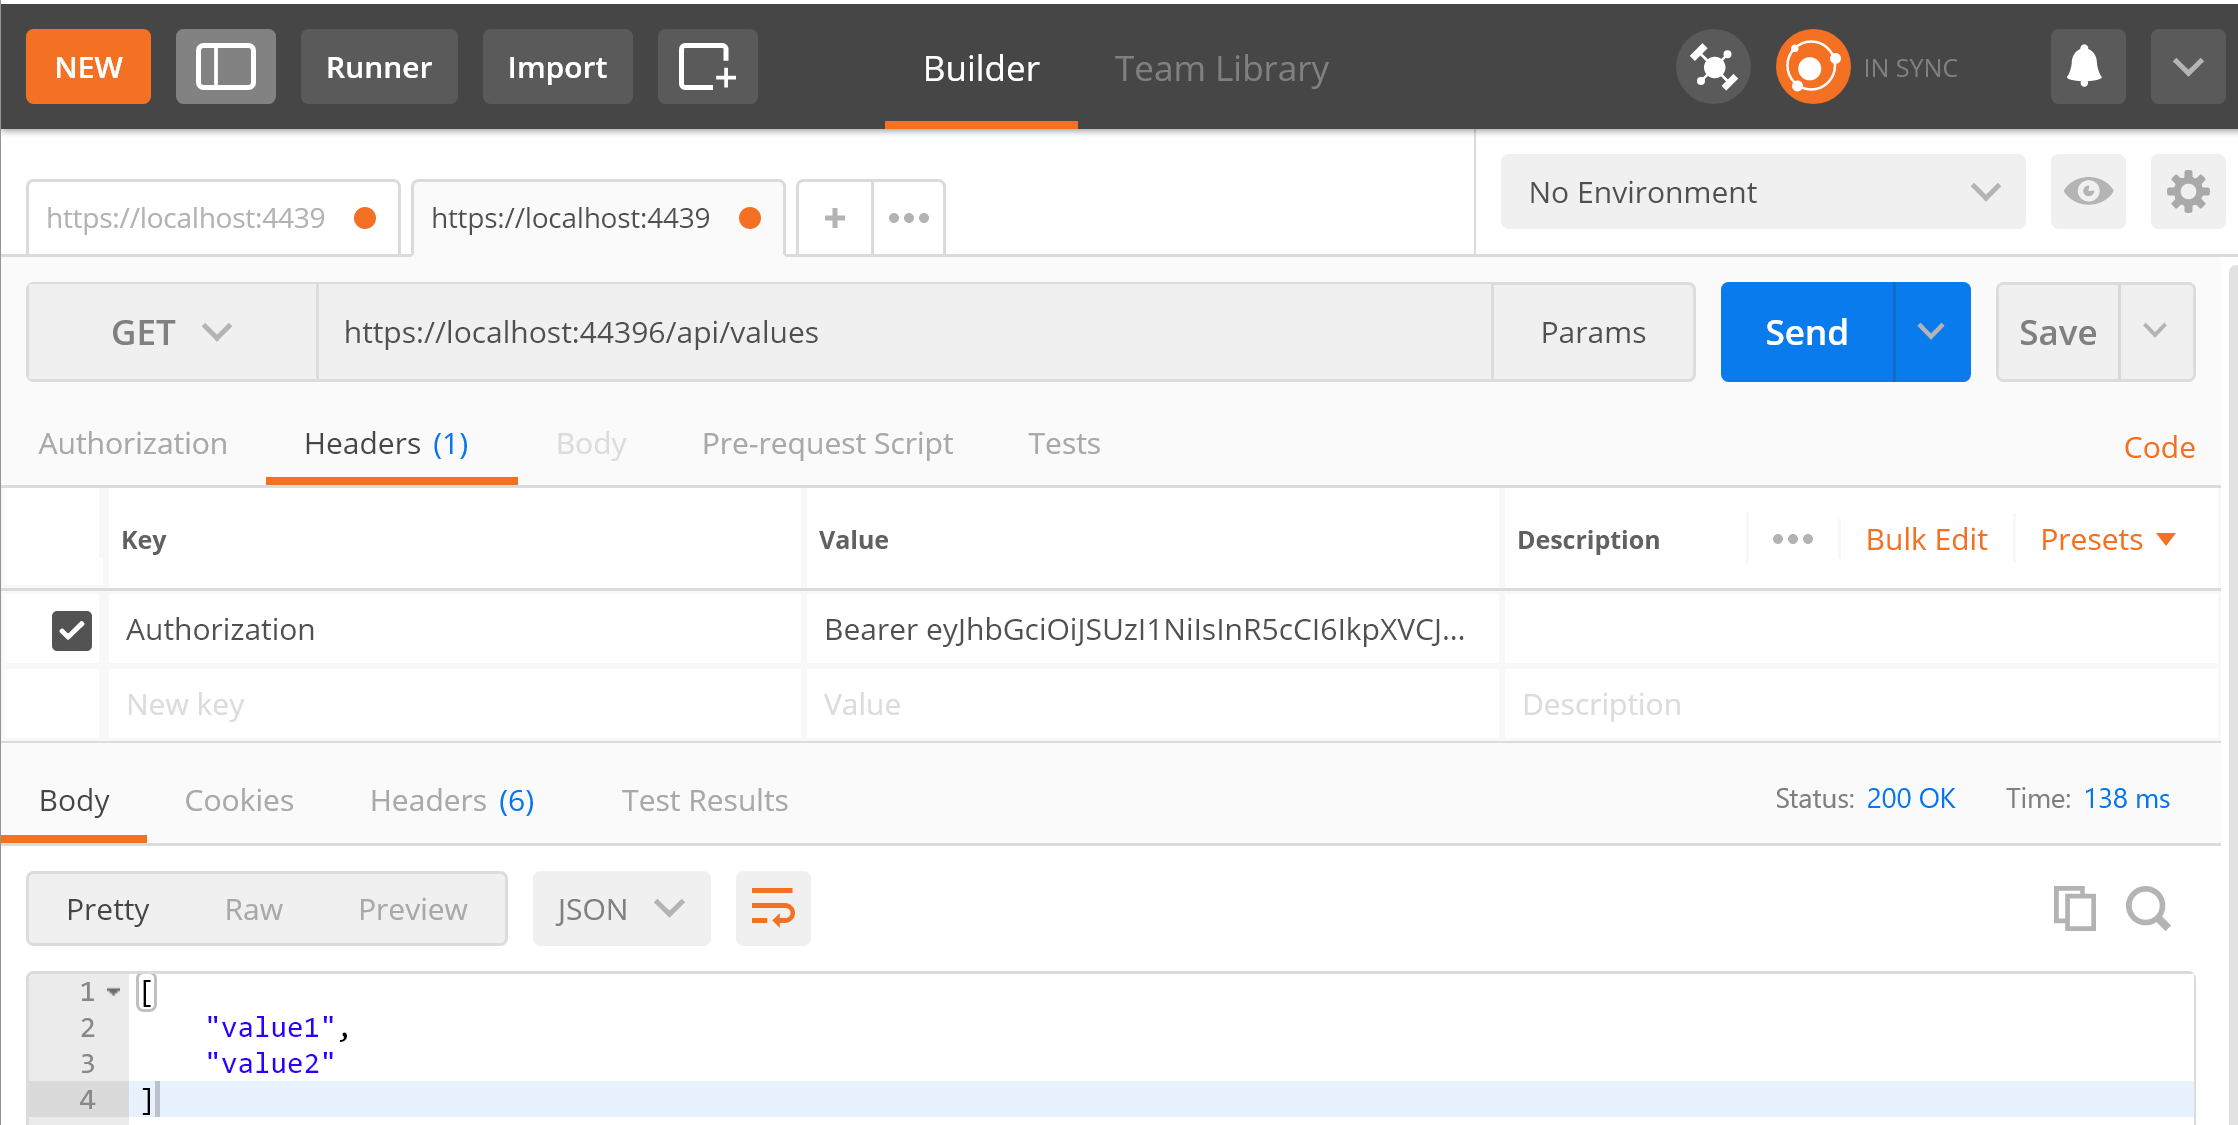 NEW Runner Import Builder Team Library IN SYNC
https://localhost:4439 https://localhost:4439 + ••• No Environment
GET https://localhost:44396/api/values Params Send Save
Authorization Headers (1) Body Pre-request Script Tests Code
Key Value Description ••• Bulk Edit Presets
Authorization Bearer eyJhbGciOiJSUzI1NiIsInR5cCI6IkpXVCJ...
New key Value Description
Body Cookies Headers (6) Test Results Status: 200 OK Time: 138 ms
Pretty Raw Preview JSON
1 [
2 "value1",
3 "value2"
4 ]